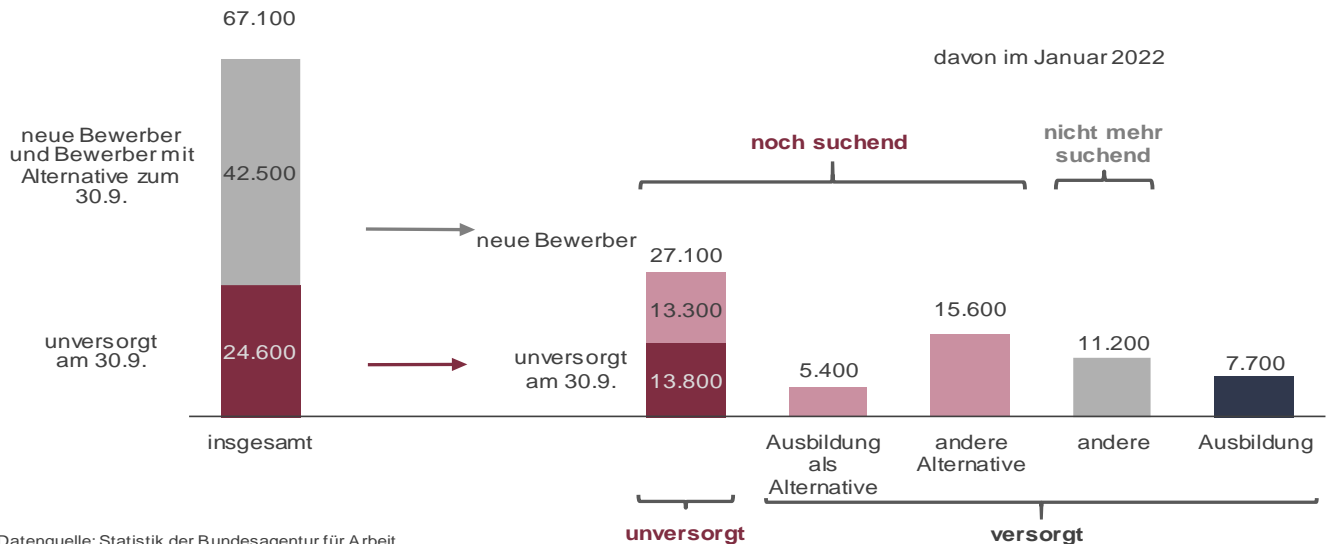 67.100
davon im Januar 2022
neue Bewerber
und Bewerber mit
Alternative zum
30.9.
42.500
noch suchend
nicht mehr
suchend
neue Bewerber
27.100
13.300
15.600
unversorgt
am 30.9.
24.600
unversorgt
am 30.9.
13.800
5.400
11.200
7.700
insgesamt
Ausbildung
als
Alternative
andere
Alternative
andere
Ausbildung
unversorgt
versorgt
Datenquelle: Statistik der Bundesagentur für Arbeit